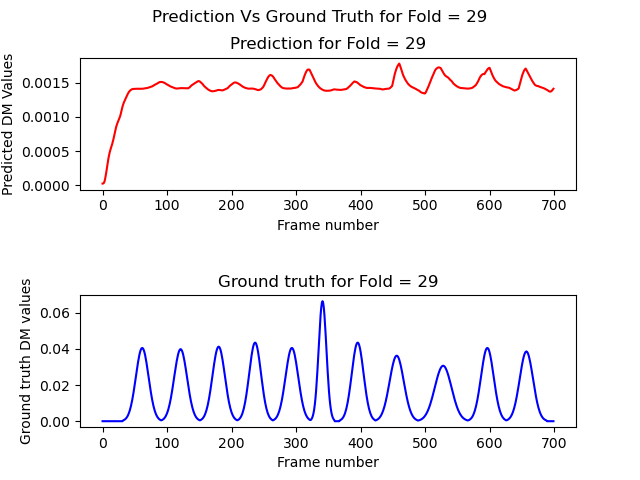 Prediction Vs Ground Truth for Fold = 29
Prediction for Fold = 29
Predicted DM Values
0.0015
0.0010
0.0005
0.0000
0 100 200 300 400 500 600 700
Frame number
Ground truth for Fold = 29
Ground truth DM values
0.06
0.04
0.02
0.00
0 100 200 300 400 500 600 700
Frame number